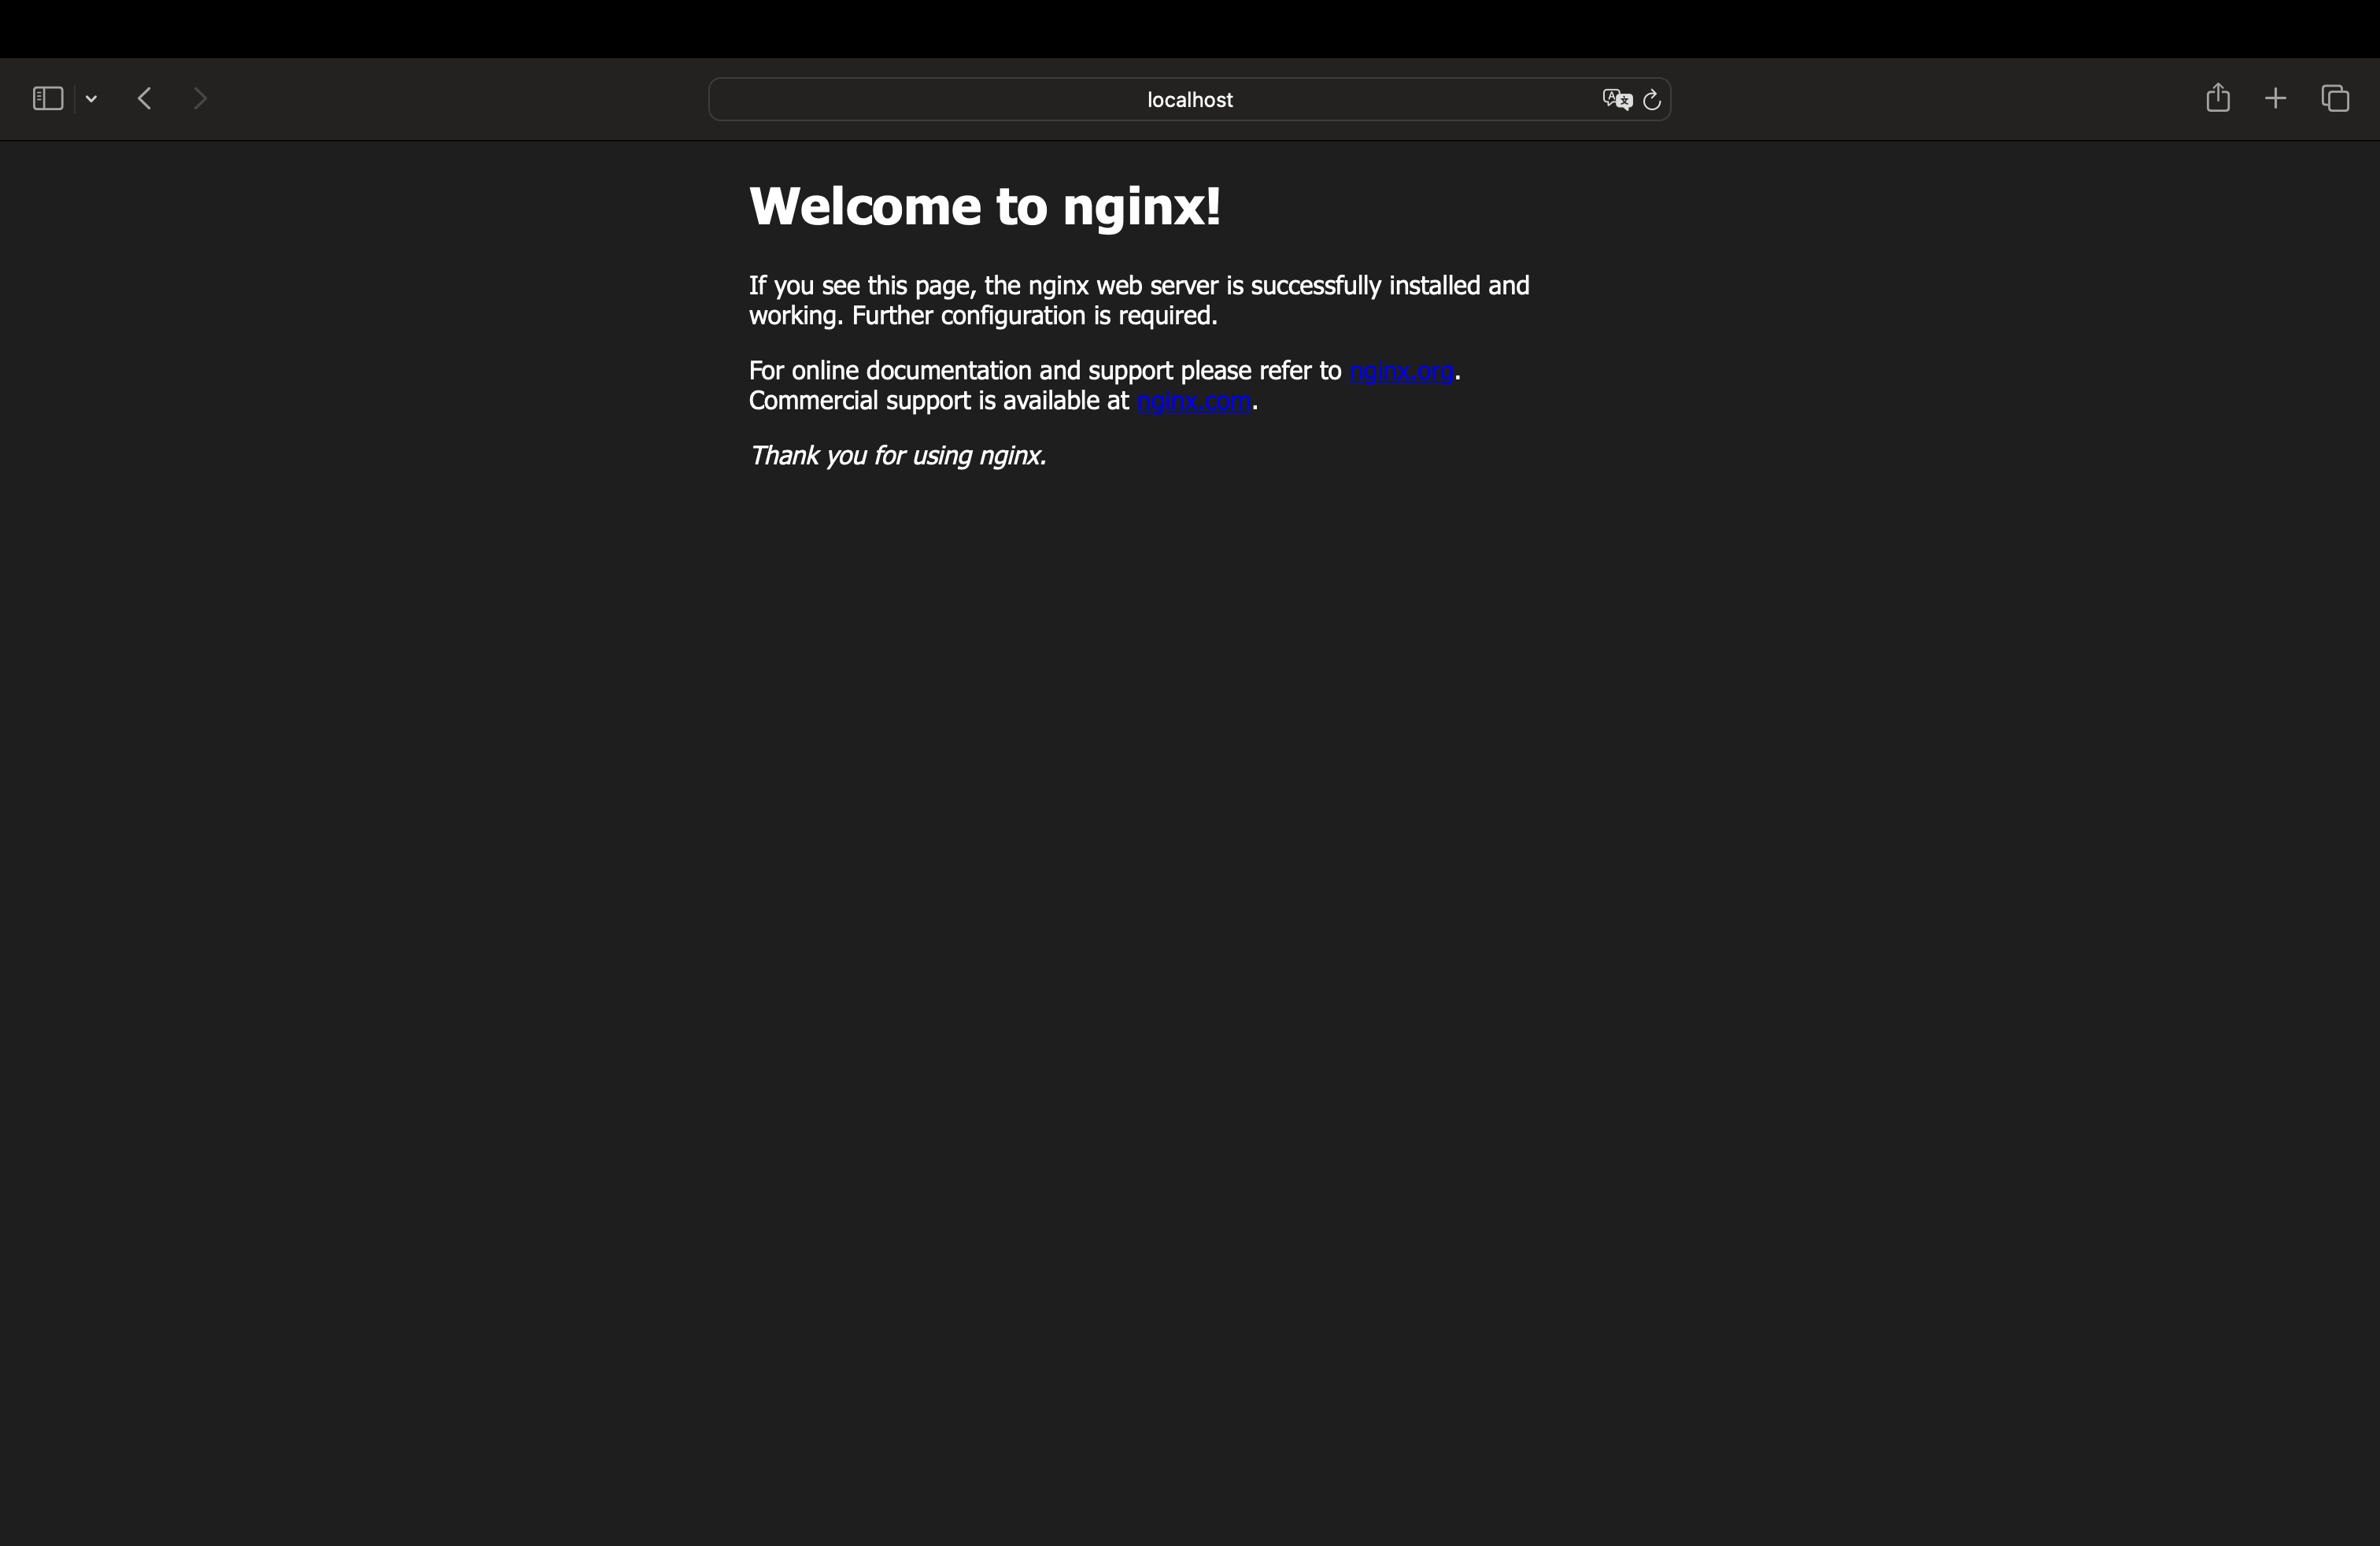 localhost
Welcome to nginx!
If you see this page, the nginx web server is successfully installed and
working. Further configuration is required.
For online documentation and support please refer to nginx.org.
Commercial support is available at nginx.com.
Thank you for using nginx.